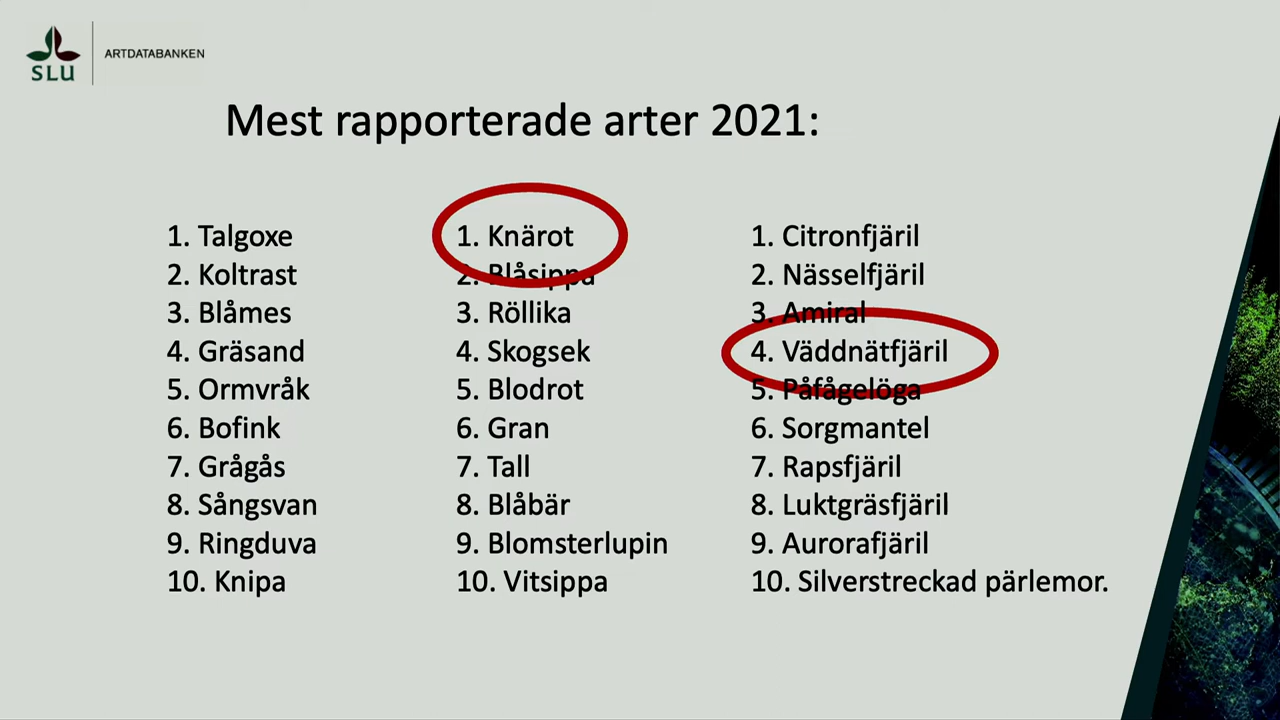 SLU
ARTDATABANKEN
Mest rapporterade arter 2021:
1. Talgoxe
2. Koltrast
3. Blåmes
4. Gräsand
5. Ormvråk
6. Bofink
7. Grågås
8. Sångsvan
9. Ringduva
10. Knipa
1. Knärot
2. Blåsippa
3. Röllika
4. Skogsek
5. Blodrot
6. Gran
7. Tall
8. Blåbär
9. Blomsterlupin
10. Vitsippa
1. Citronfjäril
2. Nässelfjäril
3. Amiral
4. Väddnätfjäril
5. Påfågelöga
6. Sorgmantel
7. Rapsfjäril
8. Luktgräsfjäril
9. Aurorafjäril
10. Silverstreckad pärlemor.